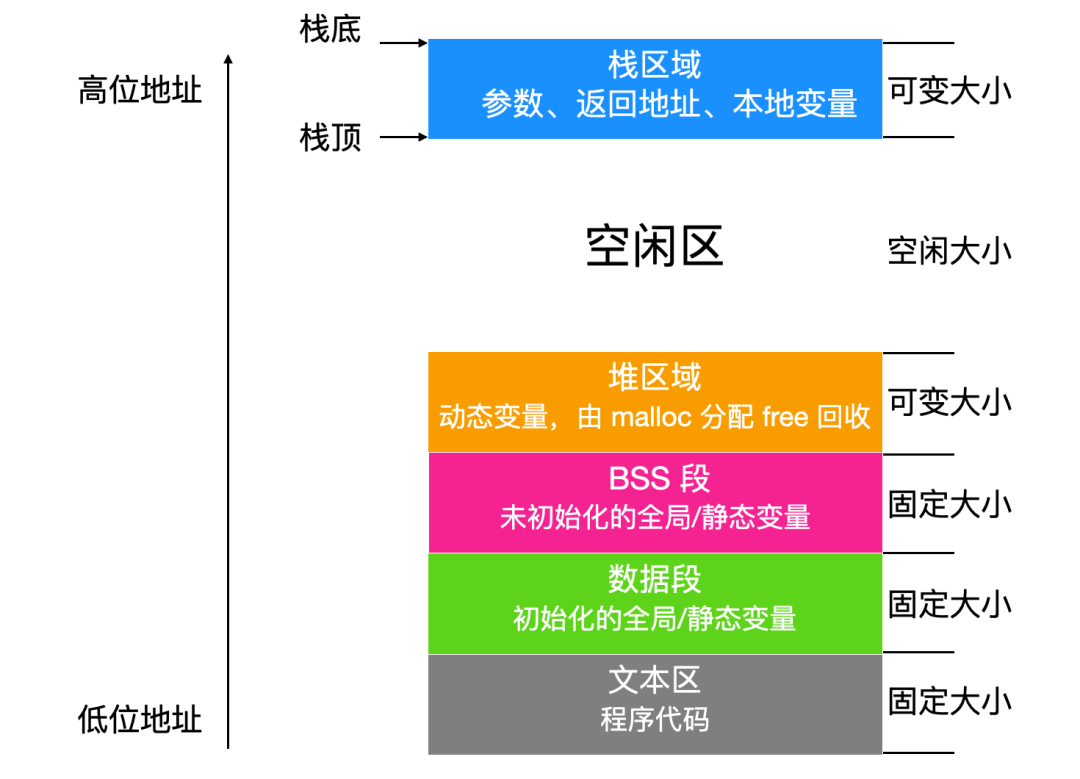 栈底
高位地址
栈区域
参数、返回地址、本地变量
可变大小
栈顶
空闲区
空闲大小
堆区域
动态变量，由 malloc 分配 free 回收
可变大小
BSS 段
未初始化的全局/静态变量
固定大小
数据段
初始化的全局/静态变量
固定大小
文本区
程序代码
固定大小
低位地址